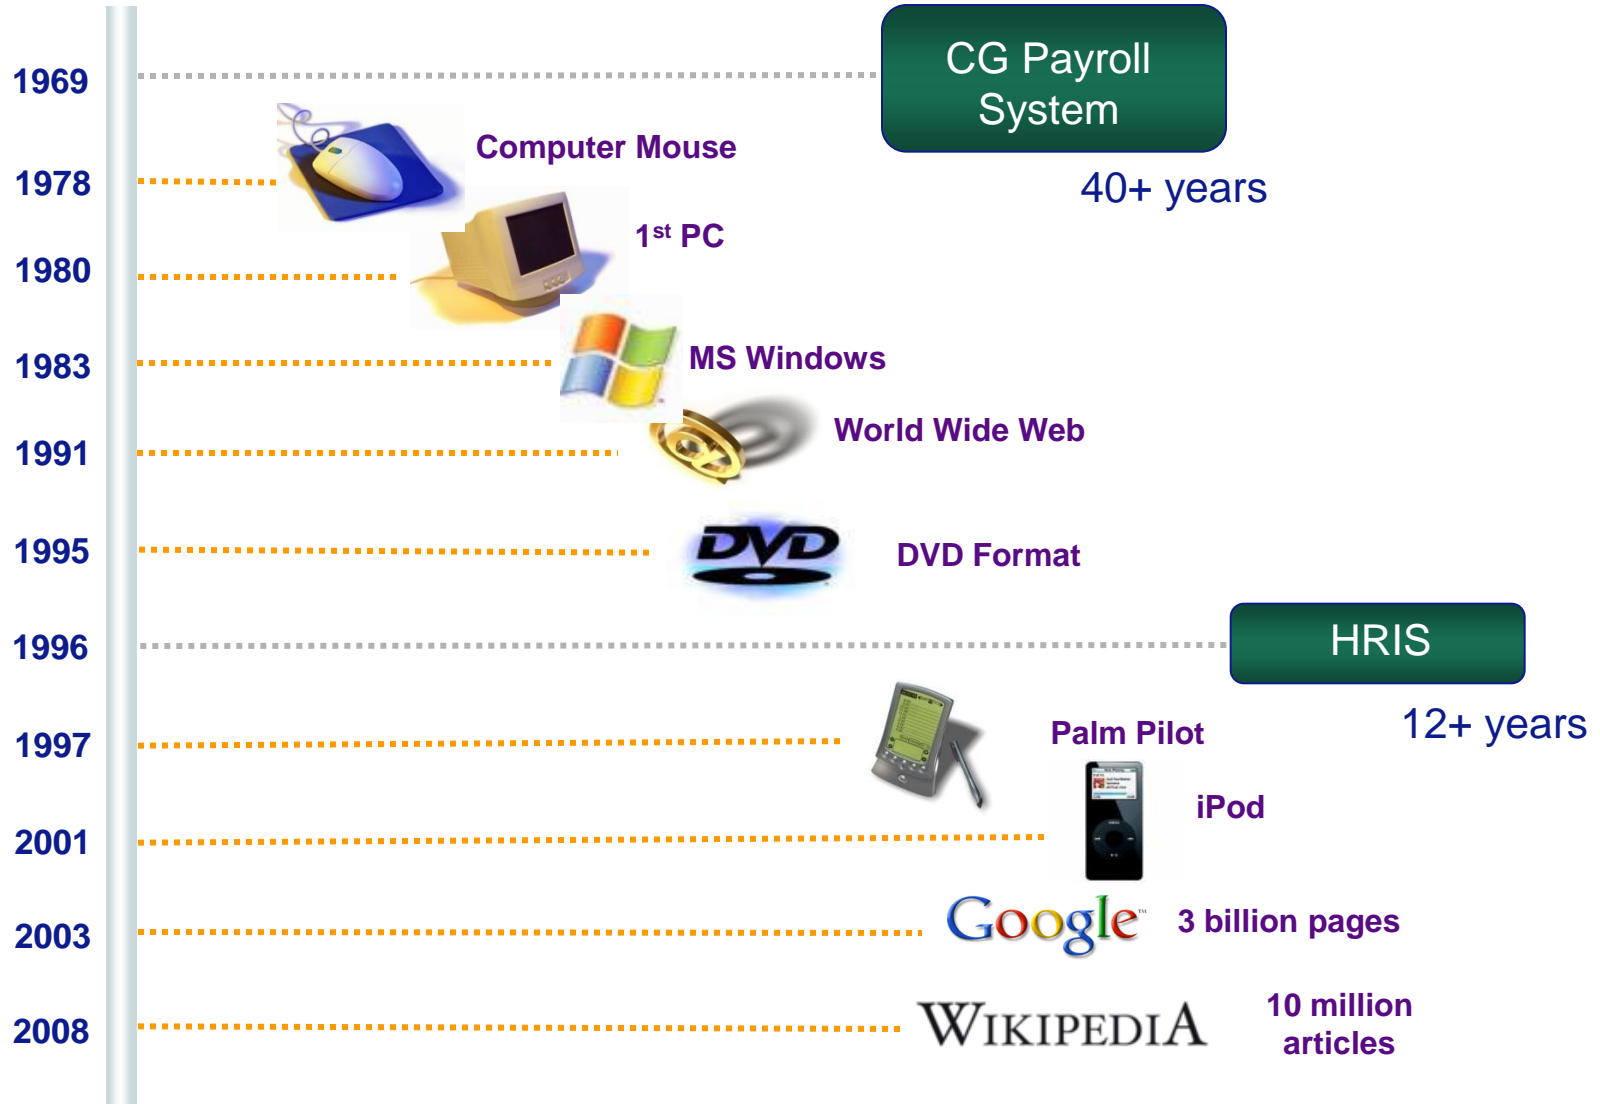 1969
CG Payroll
System
Computer Mouse
1978
40+ years
1st PC
1980
MS Windows
1983
World Wide Web
1991
DVD
DVD Format
1995
HRIS
1996
12+ years
Palm Pilot
1997
iPod
2001
Google™
3 billion pages
2003
WIKIPEDIA
10 million
articles
2008